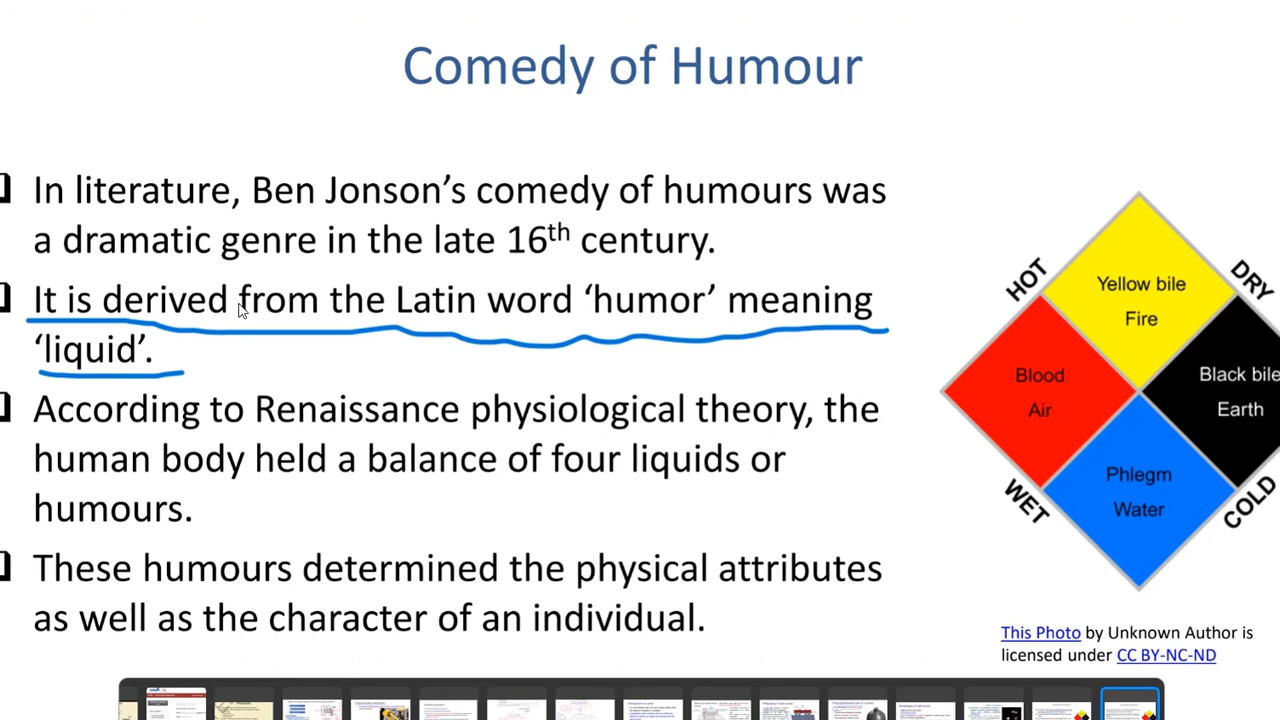 Comedy of Humour
In literature, Ben Jonson’s comedy of humours was
a dramatic genre in the late 16th century.
It is derived from the Latin word ‘humor’ meaning
‘liquid’.
According to Renaissance physiological theory, the
human body held a balance of four liquids or
humours.
These humours determined the physical attributes
as well as the character of an individual.
HOT
DRY
Yellow bile
Fire
Blood
Air
Black bile
Earth
Phlegm
Water
WET
COLD
This Photo by Unknown Author is
licensed under CC BY-NC-ND